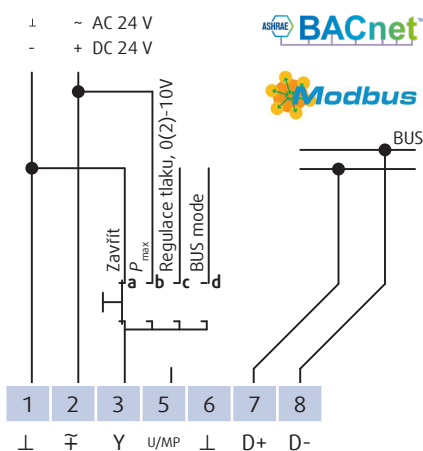 ⊥ ~ AC 24 V
- + DC 24 V
ASHRAE BACnet™
Modbus
BUS
Zavřít
Pmax
Regulace tlaku, 0(2)-10V
BUS mode
a b c d
1 2 3 5 6 7 8
⊥ ≂ Y U/MP ⊥ D+ D-